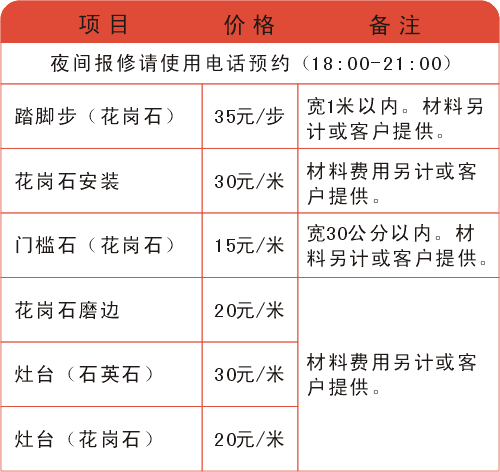 项目 价格 备注
夜间报修请使用电话预约（18:00-21:00）
踏脚步（花岗石） 35元/步 宽1米以内。材料另
计或客户提供。
花岗石安装 30元/米 材料费用另计或客
户提供。
门槛石（花岗石） 15元/米 宽30公分以内。材
料另计或客户提供。
花岗石磨边 20元/米
灶台（石英石） 30元/米 材料费用另计或客
户提供。
灶台（花岗石） 20元/米